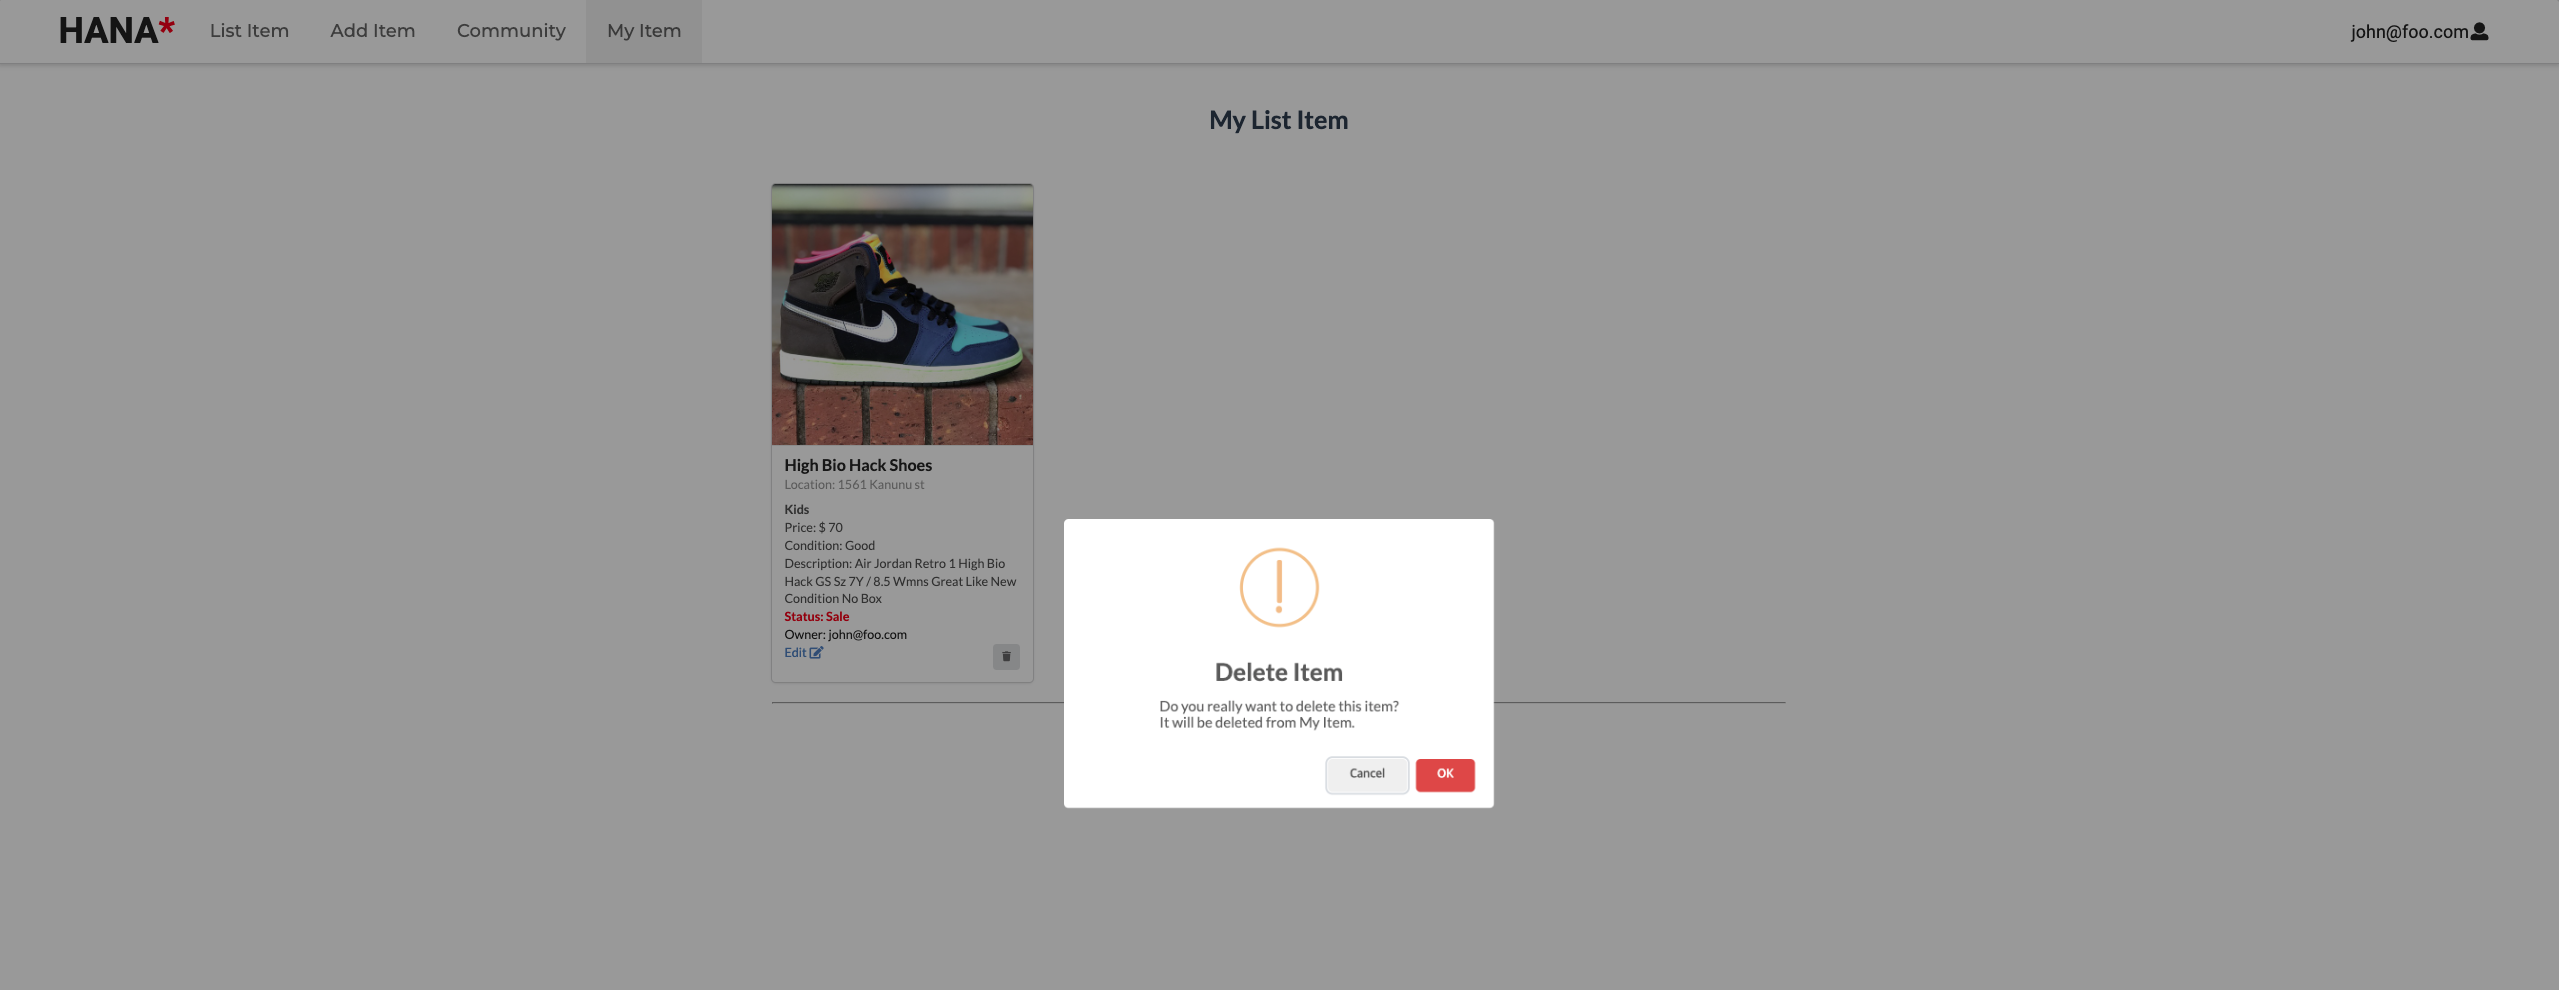 HANA* List Item Add Item Community My Item john@foo.com
My List Item
High Bio Hack Shoes
Location: 1561 Kanunu st
Kids
Price: $ 70
Condition: Good
Description: Air Jordan Retro 1 High Bio
Hack GS Sz 7Y / 8.5 Wmns Great Like New
Condition No Box
Status: Sale
Owner: john@foo.com
Edit
Delete Item
Do you really want to delete this item?
It will be deleted from My Item.
Cancel OK